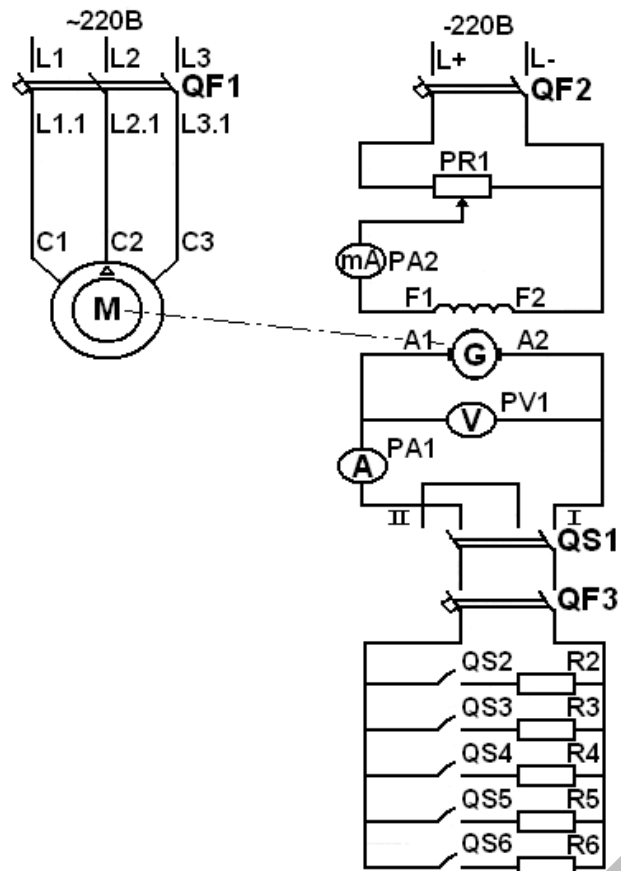 ~220В -220В
L1 L2 L3 L+ L-
QF1 QF2
L1.1 L2.1 L3.1
PR1
C1 C2 C3
mA PA2
F1 F2
M
A1 G A2
V PV1
A PA1
II I
QS1
QF3
QS2 R2
QS3 R3
QS4 R4
QS5 R5
QS6 R6